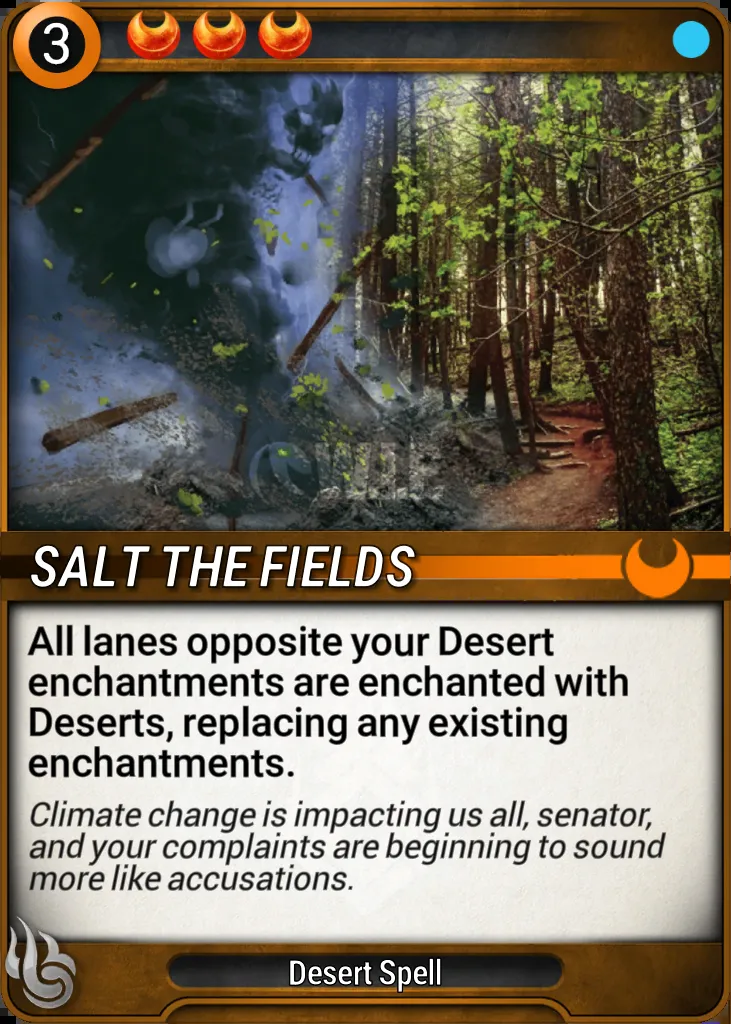 3
SALT THE FIELDS
All lanes opposite your Desert
enchantments are enchanted with
Deserts, replacing any existing
enchantments.
Climate change is impacting us all, senator,
and your complaints are beginning to sound
more like accusations.
Desert Spell